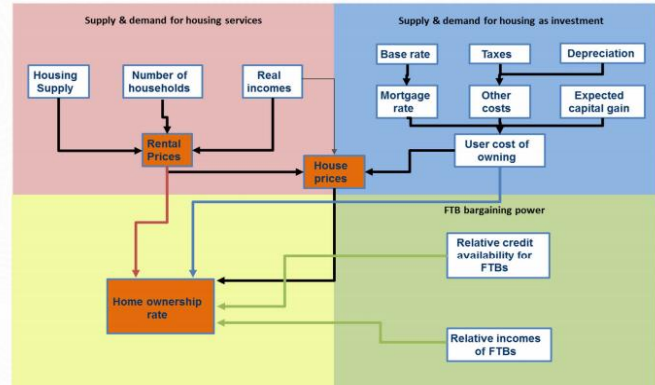 Supply & demand for housing services
Supply & demand for housing as investment
Base rate
Taxes
Depreciation
Housing
Supply
Number of
households
Real
incomes
Mortgage
rate
Other
costs
Expected
capital gain
Rental
Prices
House
prices
User cost of
owning
FTB bargaining power
Relative credit
availability for
FTBs
Home ownership
rate
Relative incomes
of FTBs